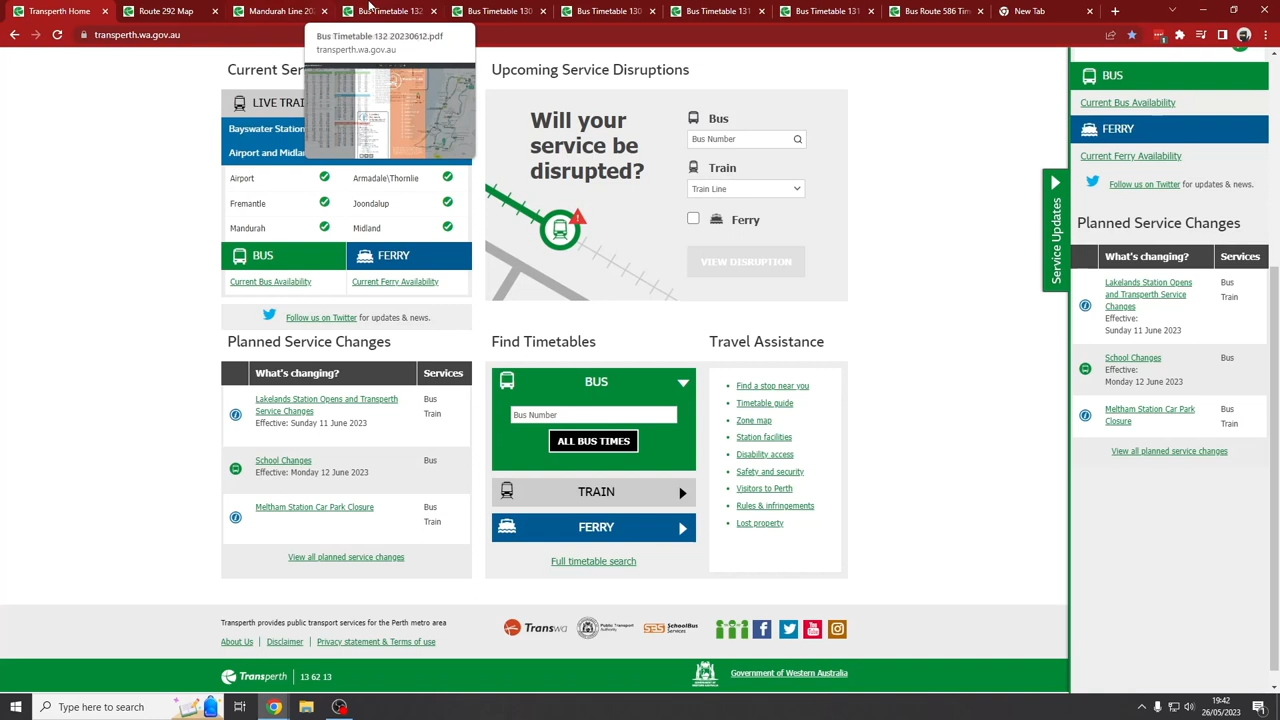 Route 930 Map
Route 292 Map
Bus Timetable 130
Bus Timetable 132
Bus Timetable 130
Bus Timetable 130
Bus Timetable 130
Bus Timetable 131
Bus Route 586 Tim
New Tab
transperth.wa.gov.au
Bus Timetable 132 20230612.pdf
transperth.wa.gov.au
Current Ser
LIVE TRAI
Bayswater Station
Airport and Midlan
Airport
Armadale\Thornlie
Fremantle
Joondalup
Mandurah
Midland
BUS
FERRY
Current Bus Availability
Current Ferry Availability
Follow us on Twitter for updates & news.
Upcoming Service Disruptions
Will your
service be
disrupted?
Bus
Bus Number
Train
Train Line
Ferry
VIEW DISRUPTION
Planned Service Changes
What's changing?
Services
Lakelands Station Opens and Transperth
Service Changes
Effective: Sunday 11 June 2023
Bus
Train
School Changes
Effective: Monday 12 June 2023
Bus
Meltham Station Car Park Closure
Bus
Train
View all planned service changes
Find Timetables
BUS
Bus Number
ALL BUS TIMES
TRAIN
FERRY
Full timetable search
Travel Assistance
Find a stop near you
Timetable guide
Zone map
Station facilities
Disability access
Safety and security
Visitors to Perth
Rules & infringements
Lost property
Service Updates
BUS
Current Bus Availability
FERRY
Current Ferry Availability
Follow us on Twitter for updates & news.
Planned Service Changes
What's changing?
Services
Lakelands Station Opens
and Transperth Service
Changes
Effective:
Sunday 11 June 2023
Bus
Train
School Changes
Effective:
Monday 12 June 2023
Bus
Meltham Station Car Park
Closure
Bus
Train
View all planned service changes
Transperth provides public transport services for the Perth metro area
About Us
Disclaimer
Privacy statement & Terms of use
Transwa
Public Transport
Authority
SBS SchoolBus
Services
Transperth
13 62 13
Government of Western Australia
Type here to search
19:42
26/05/2023